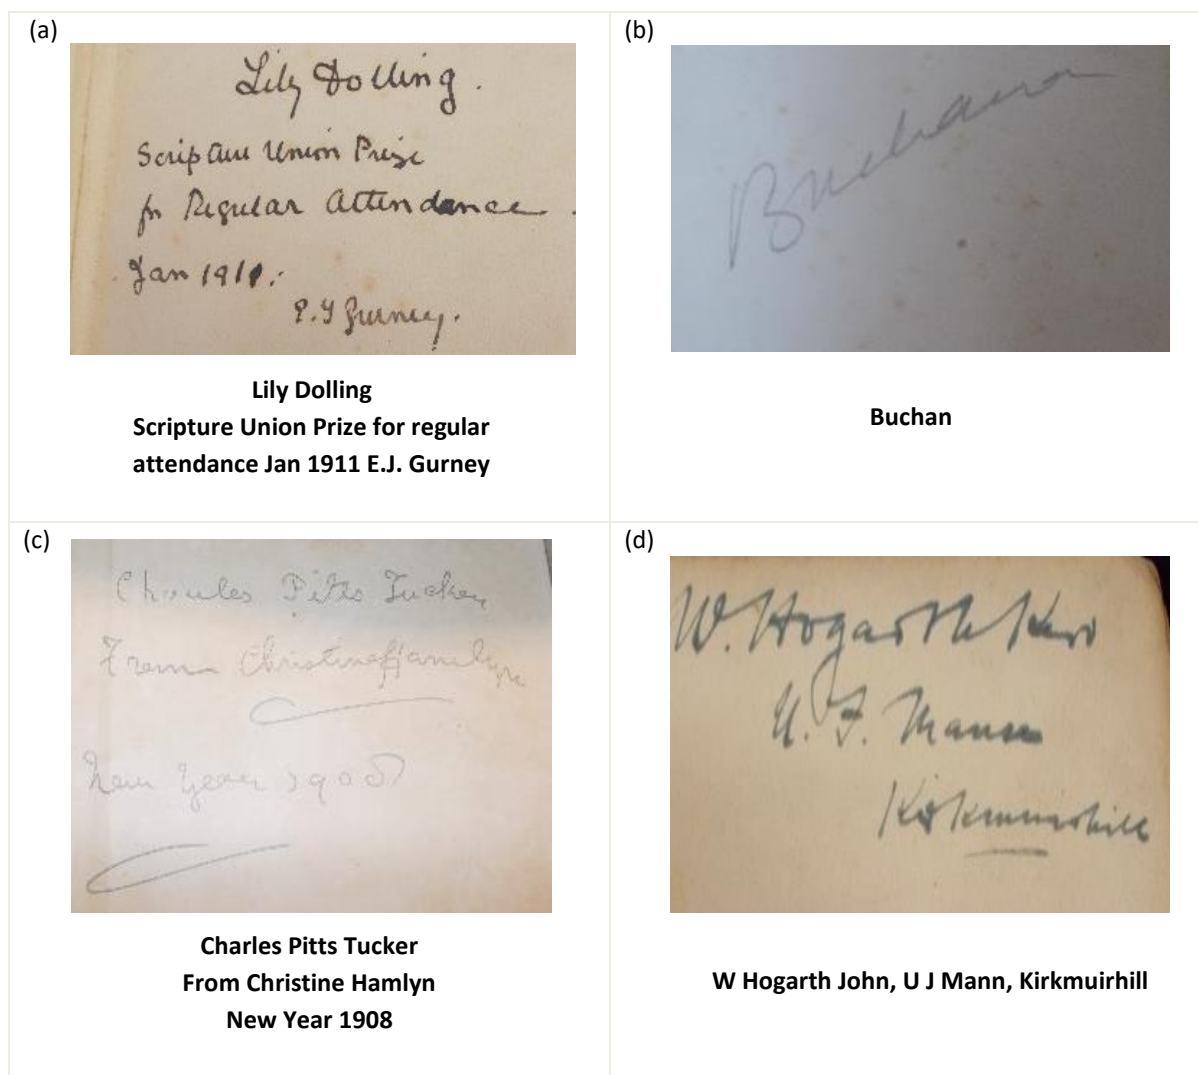 (a)
Lily Dolling.
Scripture Union Prize
for Regular Attendance.
Jan 1911.
E.J Gurney.
Lily Dolling
Scripture Union Prize for regular
attendance Jan 1911 E.J. Gurney
(b)
Buchan
(c)
Charles Pitts Tucker
From Christine Hamlyn
New Year 1908
Charles Pitts Tucker
From Christine Hamlyn
New Year 1908
(d)
W. Hogarth Kerr
U. F. Manse
Kirkmuirhill
W Hogarth John, U J Mann, Kirkmuirhill